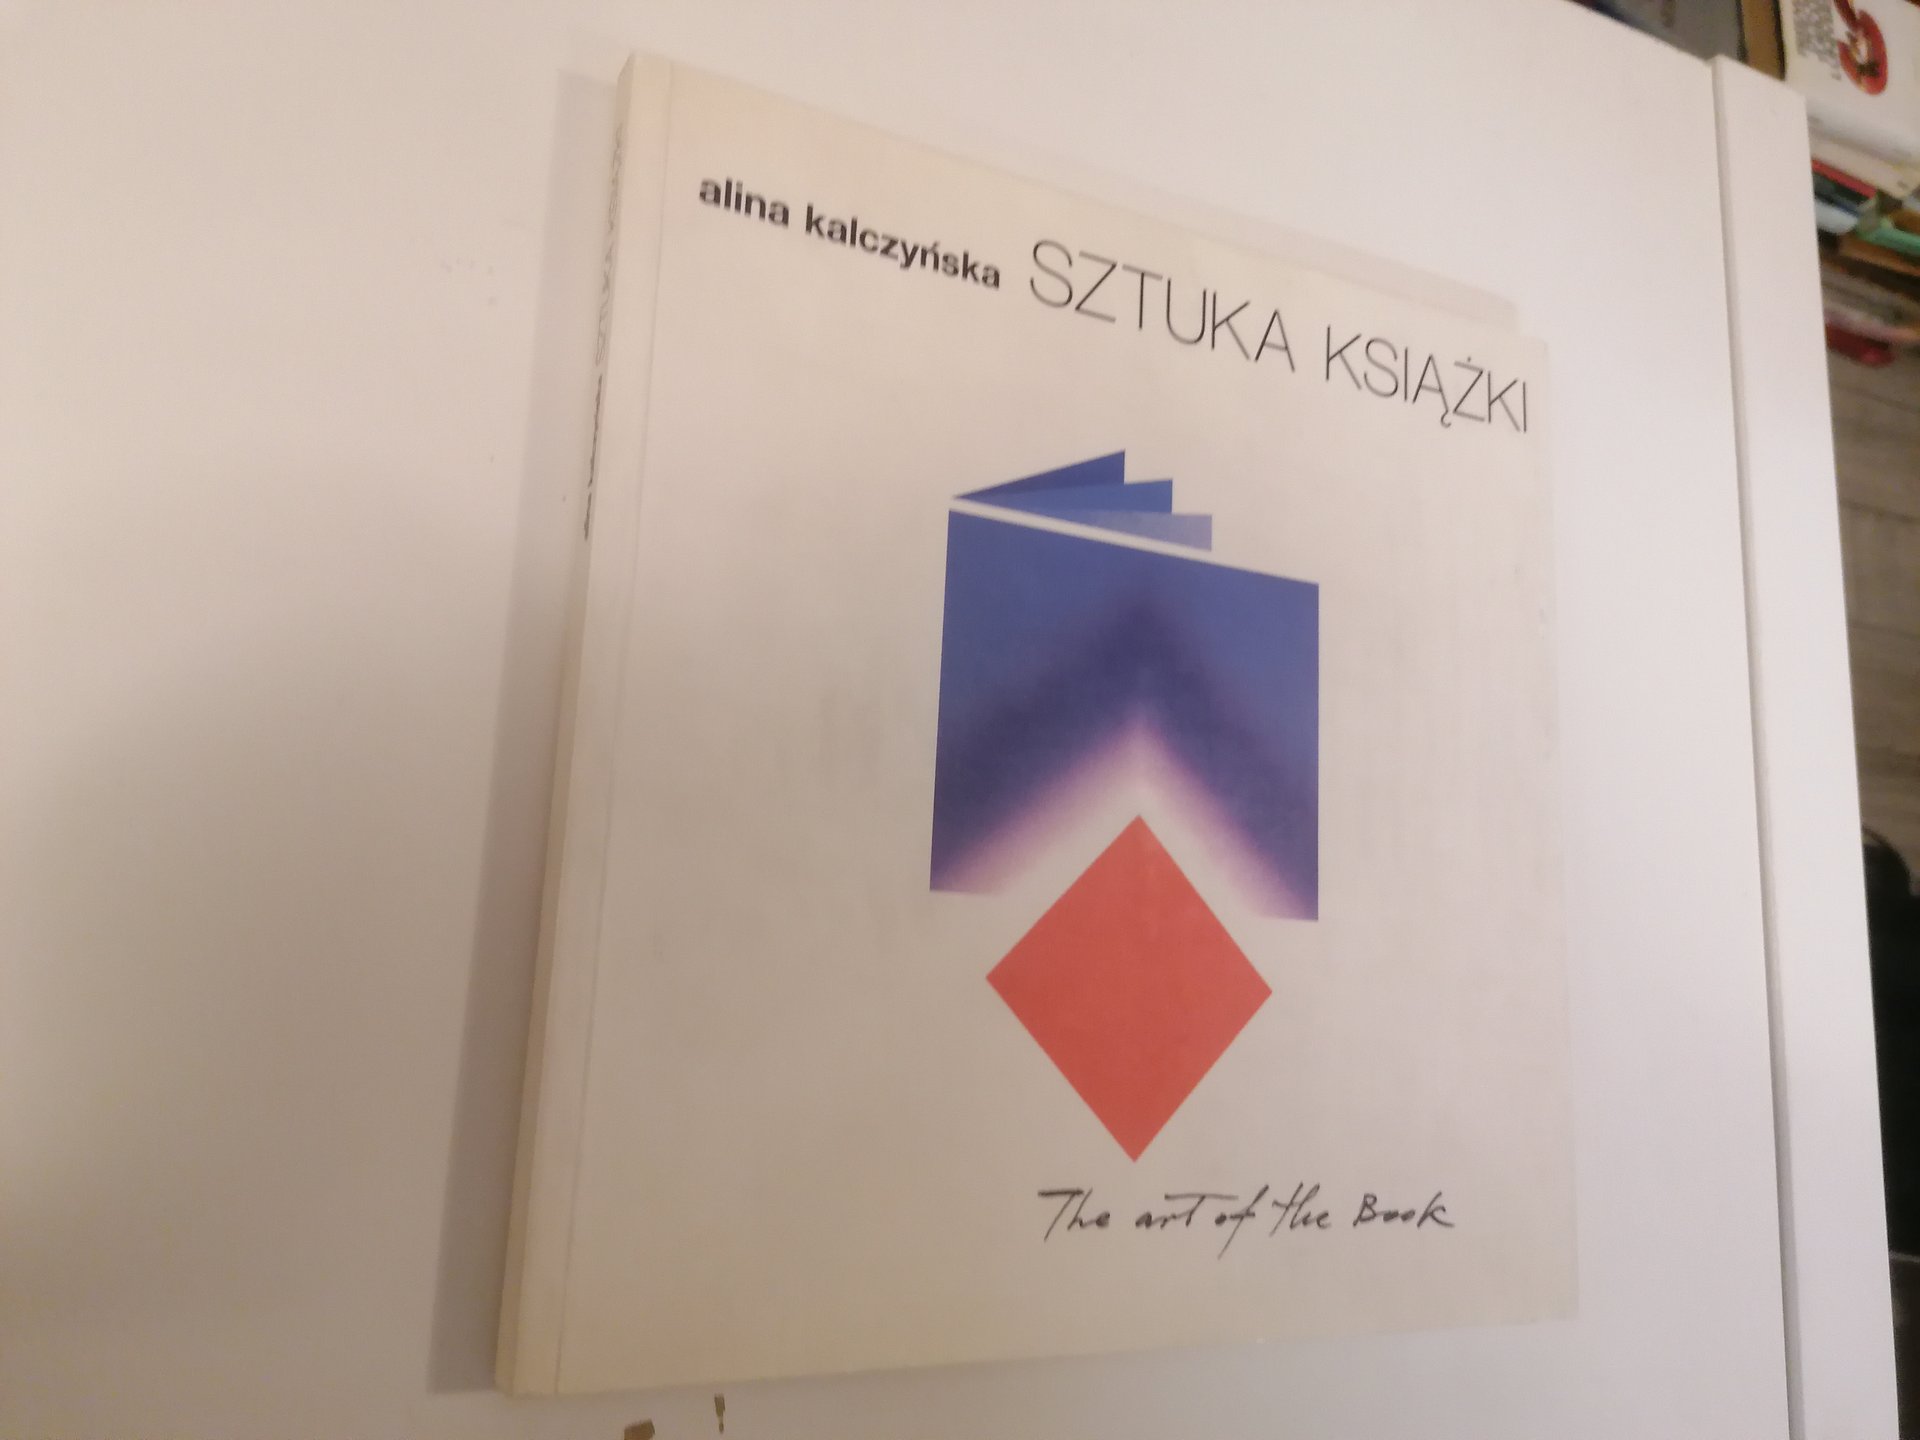 alina kalczyńska SZTUKA KSIĄŻKI
The art of the Book